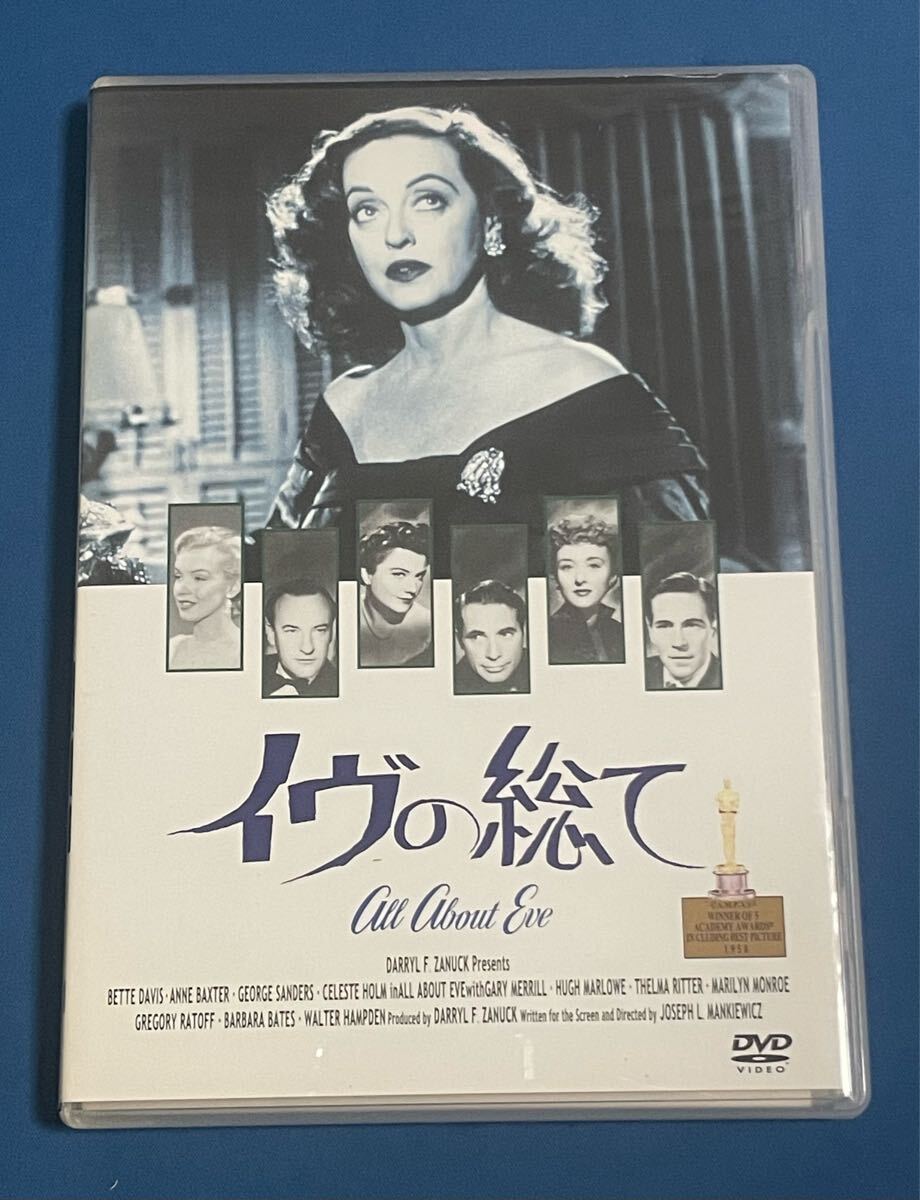 イヴの総て
All About Eve
©A.M.P.A.S.®
WINNER OF 5
ACADEMY AWARDS®
INCLUDING BEST PICTURE
1950
DARRYL F. ZANUCK Presents
BETTE DAVIS・ANNE BAXTER・GEORGE SANDERS・CELESTE HOLM in ALL ABOUT EVE with GARY MERRILL・HUGH MARLOWE・THELMA RITTER・MARILYN MONROE
GREGORY RATOFF・BARBARA BATES・WALTER HAMPDEN Produced by DARRYL F. ZANUCK Written for the Screen and Directed by JOSEPH L. MANKIEWICZ
DVD
VIDEO™